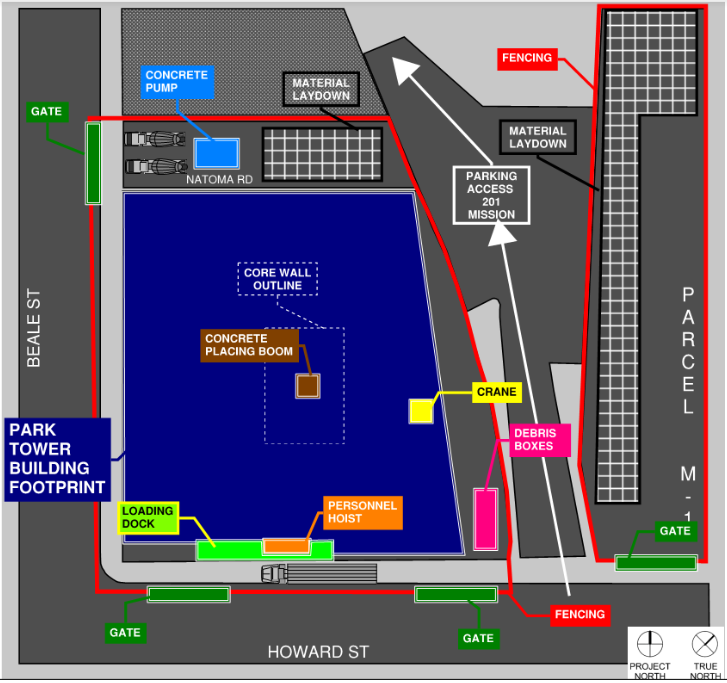 CONCRETE
PUMP
MATERIAL
LAYDOWN
FENCING
GATE
MATERIAL
LAYDOWN
NATOMA RD
PARKING
ACCESS
201
MISSION
CORE WALL
OUTLINE
BEALE ST
PARCEL M-1
CONCRETE
PLACING BOOM
CRANE
PARK
TOWER
BUILDING
FOOTPRINT
DEBRIS
BOXES
PERSONNEL
HOIST
LOADING
DOCK
GATE
FENCING
GATE
GATE
HOWARD ST
PROJECT
NORTH
TRUE
NORTH